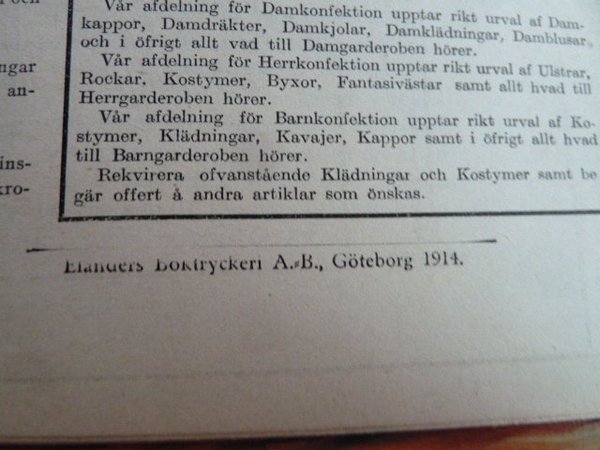 och
ngar
an-
ins-
kro-
Vår afdelning för Damkonfektion upptar rikt urval af Dam-
kappor, Damdräkter, Damkjolar, Damklädningar, Damblusar
och i öfrigt allt vad till Damgarderoben hörer.
Vår afdelning för Herrkonfektion upptar rikt urval af Ulstrar,
Rockar, Kostymer, Byxor, Fantasivästar samt allt hvad till
Herrgarderoben hörer.
Vår afdelning för Barnkonfektion upptar rikt urval af Ko-
stymer, Klädningar, Kavajer, Kappor samt i öfrigt allt hvad
till Barngarderoben hörer.
Rekvirera ofvanstående Klädningar och Kostymer samt be
gär offert å andra artiklar som önskas.
Elanders Boktryckeri A.-B., Göteborg 1914.